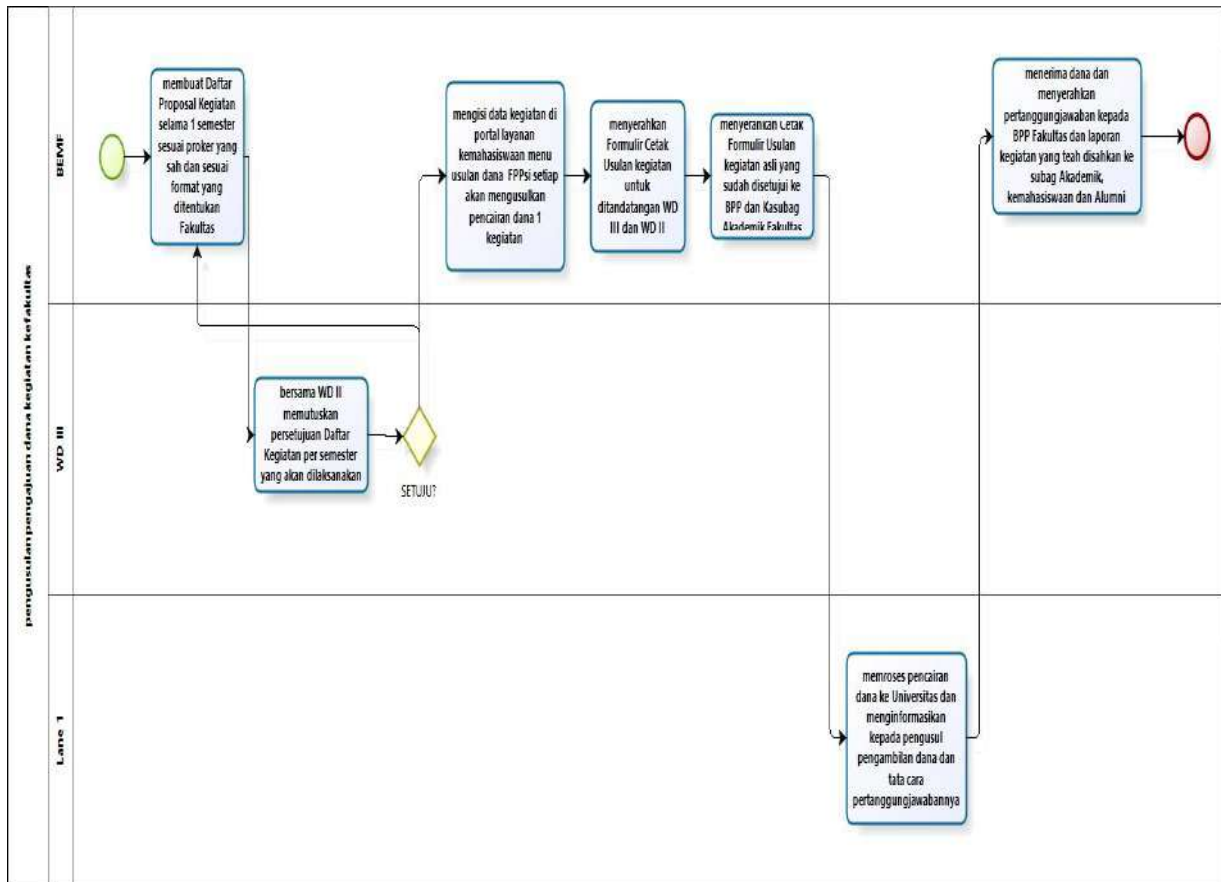 pengusulan pengajuan dana kegiatan kefakultas
BEMF
membuat Daftar
Proposal Kegiatan
selama 1 semester
sesuai proker yang
sah dan sesuai
format yang
ditentukan
Fakultas
mengisi data kegiatan di
portal layanan
kemahasiswaan menu
usulan dana FPPsi setiap
akan mengusulkan
pencairan dana 1
kegiatan
menyerahkan
Formulir Cetak
Usulan kegiatan
untuk
ditandatangan WD
III dan WD II
menyerahkan Cetak
Formulir Usulan
kegiatan asli yang
sudah disetujui ke
BPP dan Kasubag
Akademik Fakultas
menerima dana dan
menyerahkan
pertanggungjawaban kepada
BPP Fakultas dan laporan
kegiatan yang teah disahkan ke
subag Akademik,
kemahasiswaan dan Alumni
WD III
bersama WD II
memutuskan
persetujuan Daftar
Kegiatan per semester
yang akan dilaksanakan
SETUJU?
Lane 1
memroses pencairan
dana ke Universitas dan
menginformasikan
kepada pengusul
pengambilan dana dan
tata cara
pertanggungjawabannya